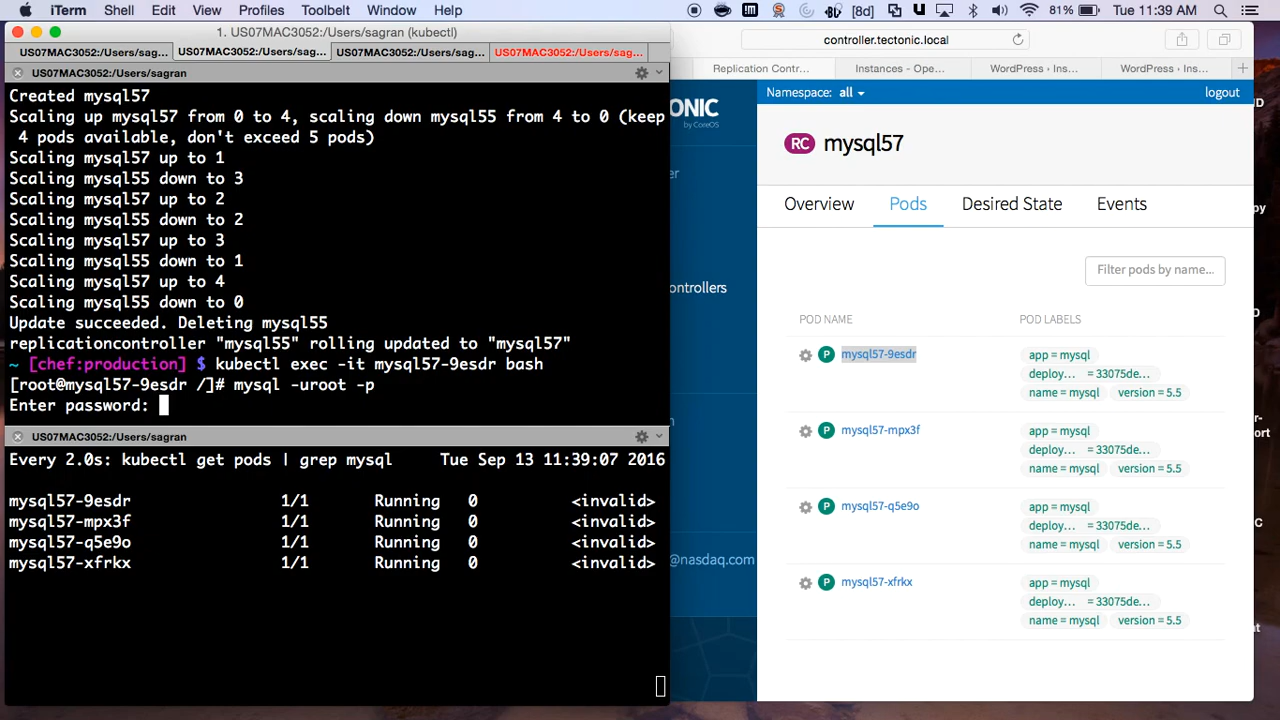 iTerm Shell Edit View Profiles Toolbelt Window Help
[8d] 81% Tue 11:39 AM
1. US07MAC3052:/Users/sagran (kubectl)
US07MAC3052:/Users/sag... US07MAC3052:/Users/sag... US07MAC3052:/Users/sag... US07MAC3052:/Users/sag...
US07MAC3052:/Users/sagran
Created mysql57
Scaling up mysql57 from 0 to 4, scaling down mysql55 from 4 to 0 (keep
4 pods available, don't exceed 5 pods)
Scaling mysql57 up to 1
Scaling mysql55 down to 3
Scaling mysql57 up to 2
Scaling mysql55 down to 2
Scaling mysql57 up to 3
Scaling mysql55 down to 1
Scaling mysql57 up to 4
Scaling mysql55 down to 0
Update succeeded. Deleting mysql55
replicationcontroller "mysql55" rolling updated to "mysql57"
~ [chef:production] $ kubectl exec -it mysql57-9esdr bash
[root@mysql57-9esdr /]# mysql -uroot -p
Enter password:
US07MAC3052:/Users/sagran
Every 2.0s: kubectl get pods | grep mysql Tue Sep 13 11:39:07 2016
mysql57-9esdr 1/1 Running 0 <invalid>
mysql57-mpx3f 1/1 Running 0 <invalid>
mysql57-q5e9o 1/1 Running 0 <invalid>
mysql57-xfrkx 1/1 Running 0 <invalid>
controller.tectonic.local
Replication Contr... Instances - Ope... WordPress › Ins... WordPress › Ins...
ONIC
by CoreOS
er
ontrollers
@nasdaq.com
Namespace: all logout
RC mysql57
Overview Pods Desired State Events
Filter pods by name...
POD NAME POD LABELS
P mysql57-9esdr app = mysql
deploy... = 33075de...
name = mysql version = 5.5
P mysql57-mpx3f app = mysql
deploy... = 33075de...
name = mysql version = 5.5
P mysql57-q5e9o app = mysql
deploy... = 33075de...
name = mysql version = 5.5
P mysql57-xfrkx app = mysql
deploy... = 33075de...
name = mysql version = 5.5